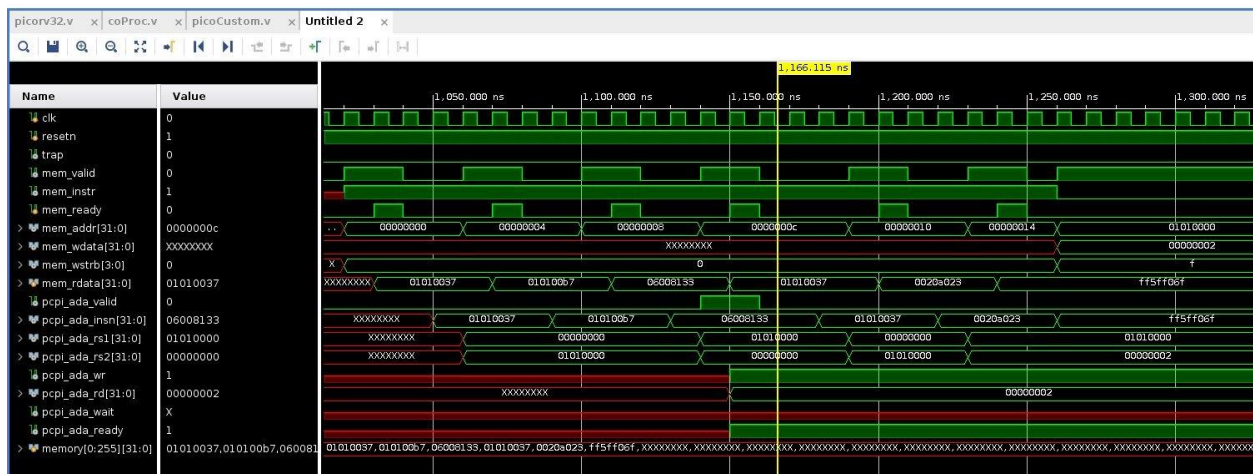 picorv32.v × coProc.v × picoCustom.v × Untitled 2 ×
1,166.115 ns
Name Value
1,050.000 ns 1,100.000 ns 1,150.000 ns 1,200.000 ns 1,250.000 ns 1,300.000 ns
clk 0
resetn 1
trap 0
mem_valid 0
mem_instr 1
mem_ready 0
mem_addr[31:0] 0000000c .. 00000000 00000004 00000008 0000000c 00000010 00000014 01010000
mem_wdata[31:0] XXXXXXXX XXXXXXXX 00000002
mem_wstrb[3:0] 0 X 0 f
mem_rdata[31:0] 01010037 XXXXXXXX 01010037 010100b7 06008133 01010037 0020a023 ff5ff06f
pcpi_ada_valid 0
pcpi_ada_insn[31:0] 06008133 XXXXXXXX 01010037 010100b7 06008133 01010037 0020a023 ff5ff06f
pcpi_ada_rs1[31:0] 01010000 XXXXXXXX 00000000 01010000 00000000 01010000
pcpi_ada_rs2[31:0] 00000000 XXXXXXXX 01010000 00000000 01010000 00000002
pcpi_ada_wr 1
pcpi_ada_rd[31:0] 00000002 XXXXXXXX 00000002
pcpi_ada_wait X
pcpi_ada_ready 1
memory[0:255][31:0] 01010037,010100b7,060081 01010037,010100b7,06008133,01010037,0020a023,ff5ff06f,XXXXXXXX,XXXXXXXX,XXXXXXXX,XXXXXXXX,XXXXXXXX,XXXXXXXX,XXXXXXXX,XXXXXXXX,XXXXXXXX,XXXXXXXX,XXXXXXXX